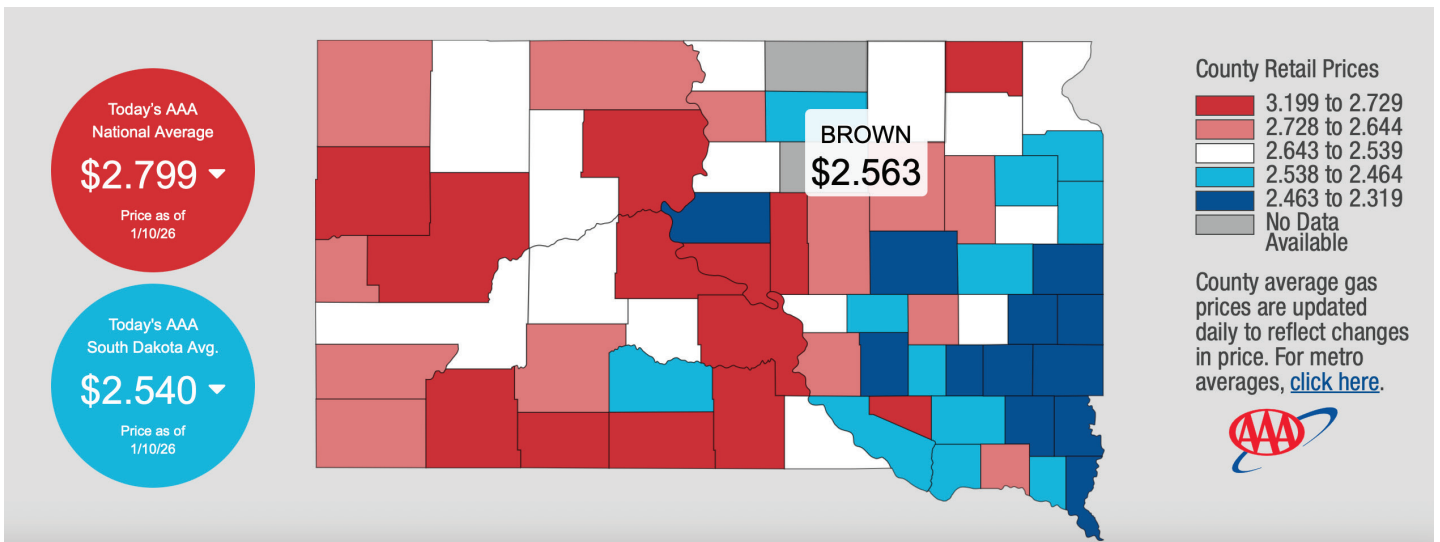 Today's AAA
National Average
$2.799
Price as of
1/10/26
Today's AAA
South Dakota Avg.
$2.540
Price as of
1/10/26
BROWN
$2.563
County Retail Prices
3.199 to 2.729
2.728 to 2.644
2.643 to 2.539
2.538 to 2.464
2.463 to 2.319
No Data
Available
County average gas
prices are updated
daily to reflect changes
in price. For metro
averages, click here.
AAA